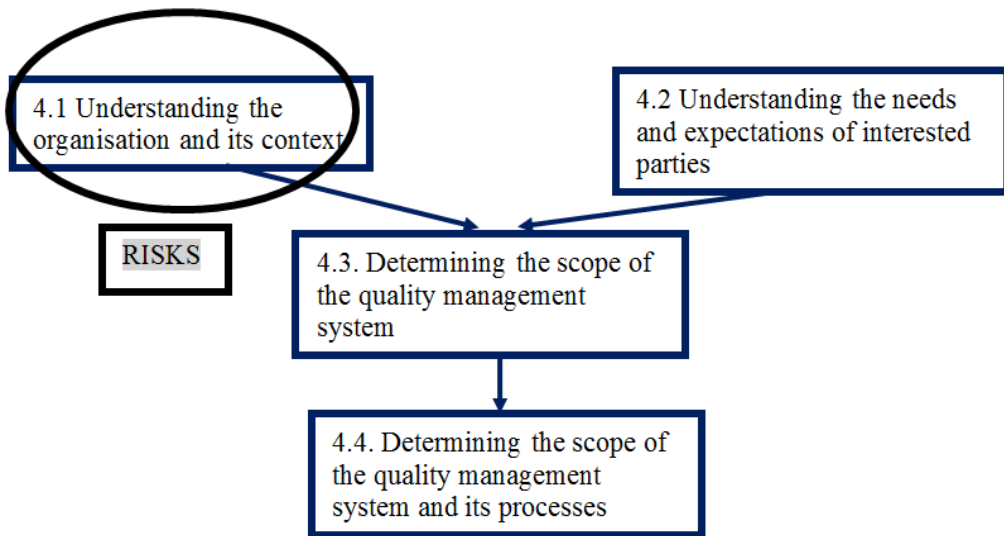 4.1 Understanding the
organisation and its context
4.2 Understanding the needs
and expectations of interested
parties
RISKS
4.3. Determining the scope of
the quality management
system
4.4. Determining the scope of
the quality management
system and its processes